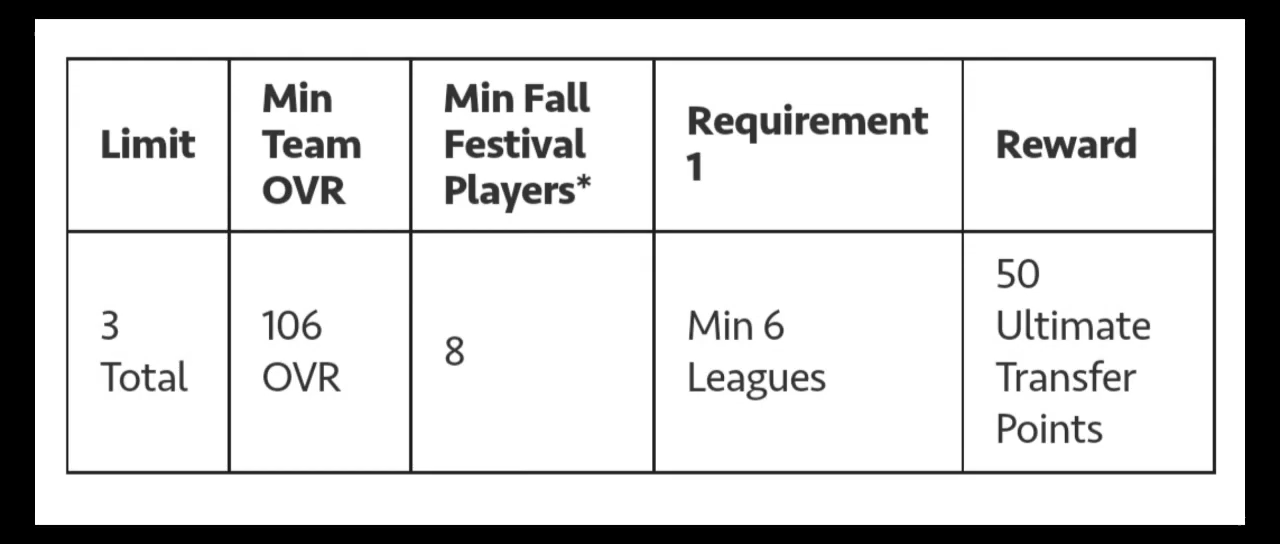 Limit
Min
Team
OVR
Min Fall
Festival
Players*
Requirement
1
Reward
3
Total
106
OVR
8
Min 6
Leagues
50
Ultimate
Transfer
Points